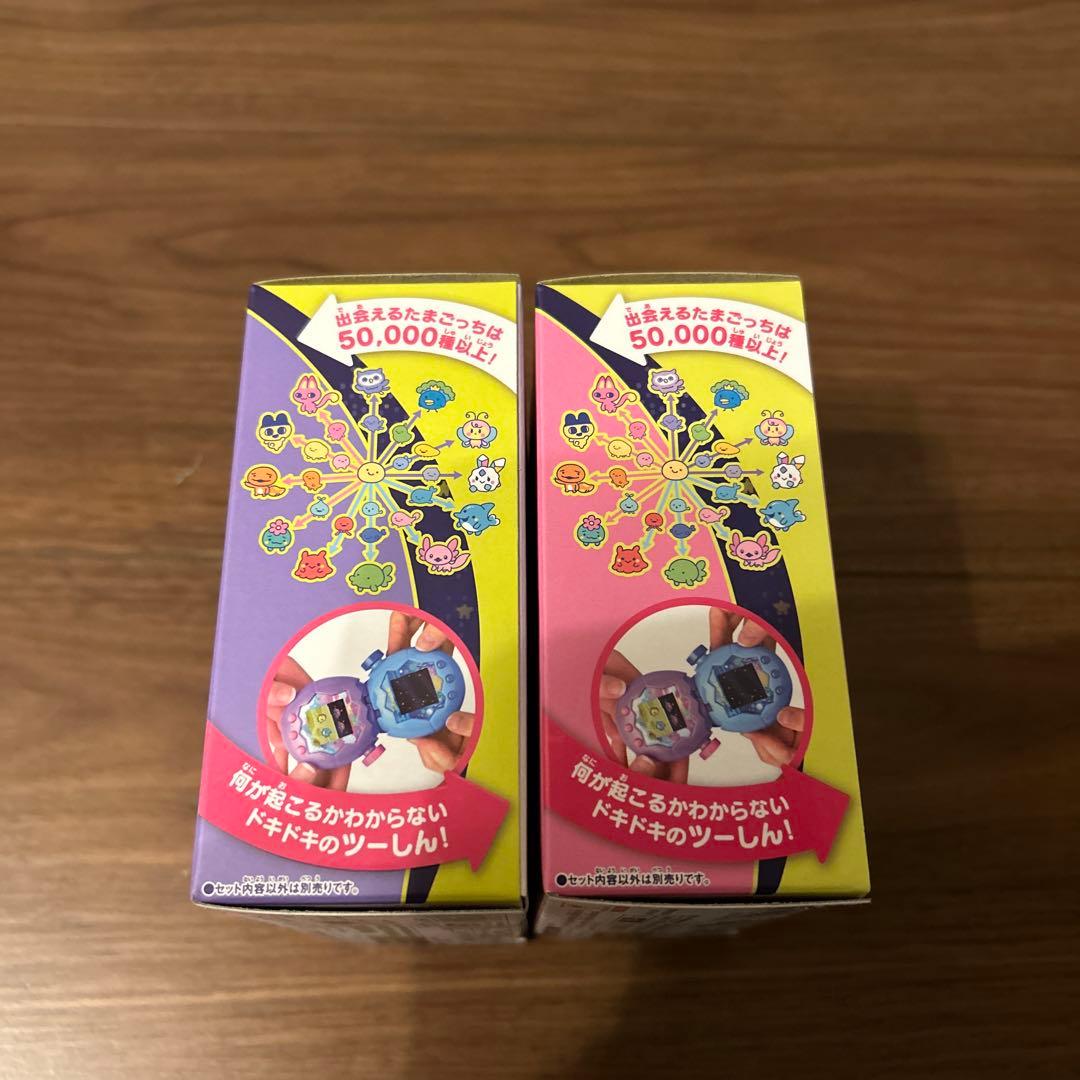 出会えるたまごっちは
50,000種以上!
何が起こるかわからない
ドキドキのツーしん!
●セット内容以外は別売りです。
出会えるたまごっちは
50,000種以上!
何が起こるかわからない
ドキドキのツーしん!
●セット内容以外は別売りです。